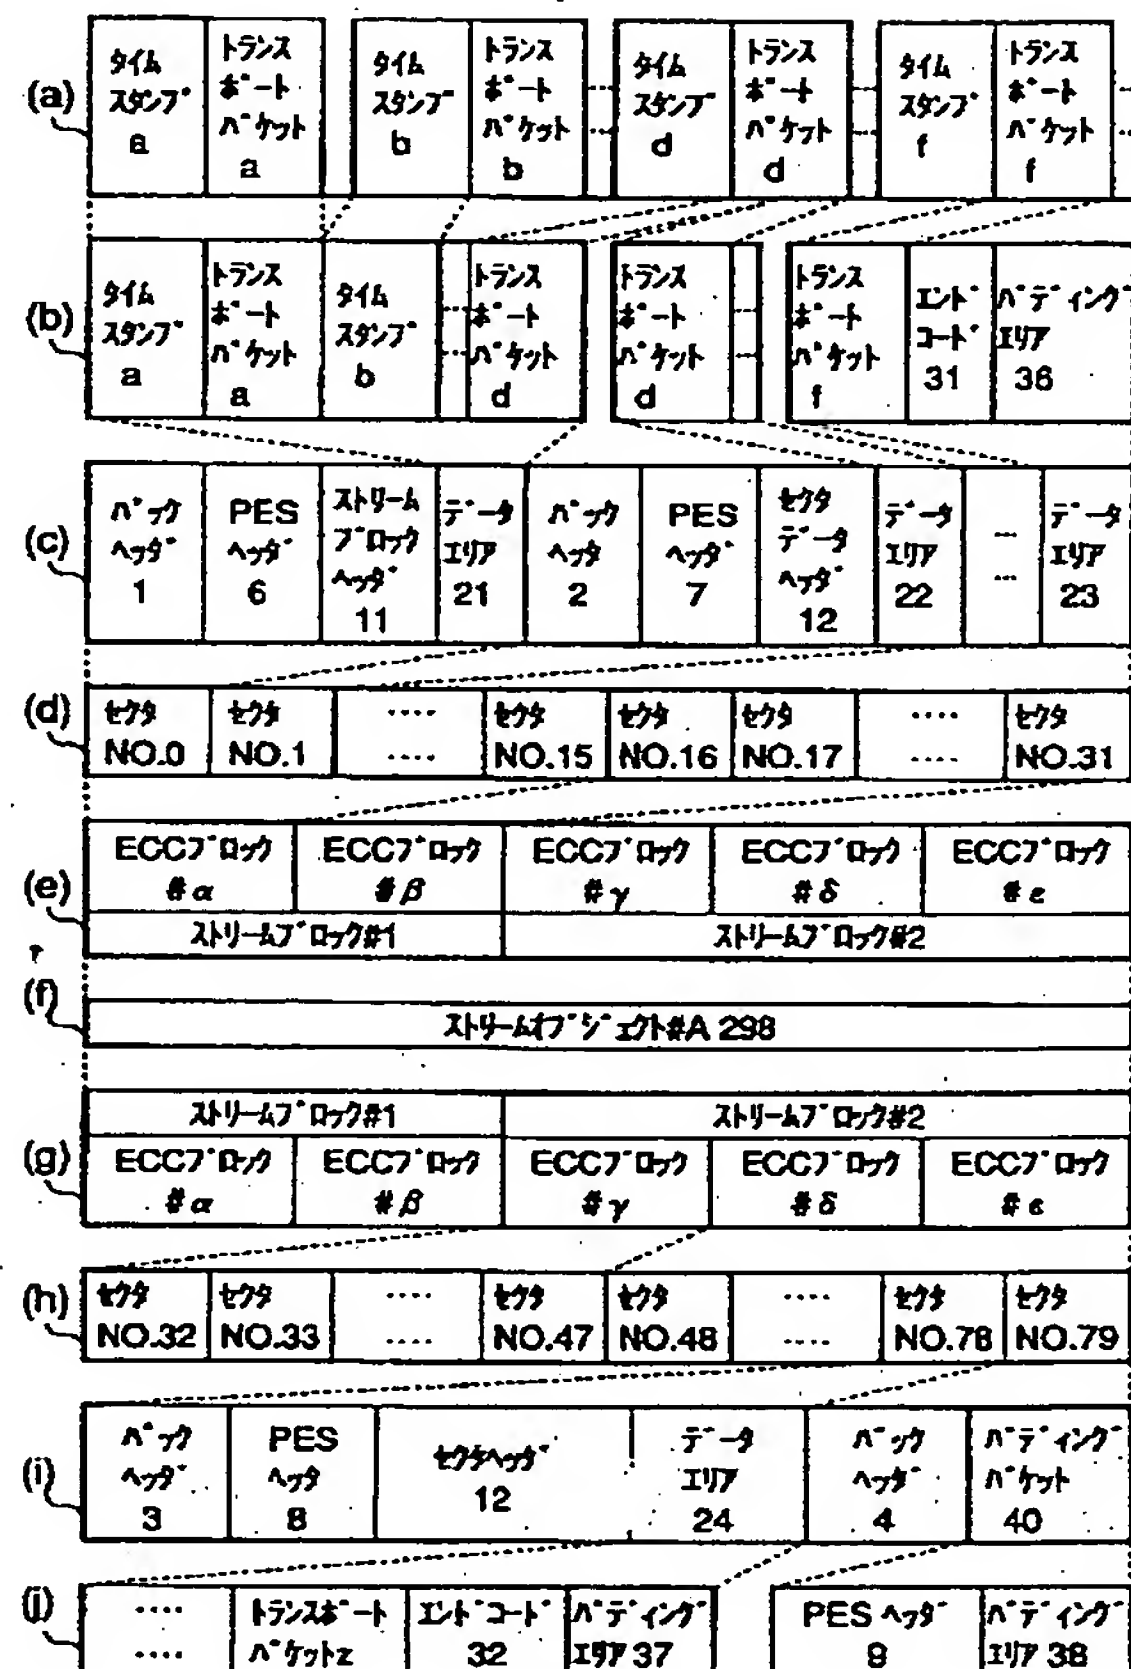 (a)
タイム
スタンプ
a
トランス
ポート
パケット
a
タイム
スタンプ
b
トランス
ポート
パケット
b
....
....
タイム
スタンプ
d
トランス
ポート
パケット
d
....
....
タイム
スタンプ
f
トランス
ポート
パケット
f
(b)
タイム
スタンプ
a
トランス
ポート
パケット
a
タイム
スタンプ
b
....
....
トランス
ポート
パケット
d
トランス
ポート
パケット
d
....
....
トランス
ポート
パケット
f
エンド
コード
31
パディング
エリア
36
(c)
パック
ヘッダ
1
PES
ヘッダ
6
ストリーム
ブロック
ヘッダ
11
データ
エリア
21
パック
ヘッダ
2
PES
ヘッダ
7
セクタ
データ
ヘッダ
12
データ
エリア
22
...
...
データ
エリア
23
(d)
セクタ
NO.0
セクタ
NO.1
....
....
セクタ
NO.15
セクタ
NO.16
セクタ
NO.17
....
....
セクタ
NO.31
(e)
ECCブロック
#α
ECCブロック
#β
ECCブロック
#γ
ECCブロック
#δ
ECCブロック
#ε
ストリームブロック#1
ストリームブロック#2
(f)
ストリームオブジェクト#A 298
ストリームブロック#1
ストリームブロック#2
(g)
ECCブロック
#α
ECCブロック
#β
ECCブロック
#γ
ECCブロック
#δ
ECCブロック
#ε
(h)
セクタ
NO.32
セクタ
NO.33
....
....
セクタ
NO.47
セクタ
NO.48
....
....
セクタ
NO.78
セクタ
NO.79
(i)
パック
ヘッダ
3
PES
ヘッダ
8
セクタヘッダ
12
データ
エリア
24
パック
ヘッダ
4
パディング
パケット
40
(j)
....
....
トランスポート
パケットz
エンドコード
32
パディング
エリア 37
PES ヘッダ
9
パディング
エリア 38